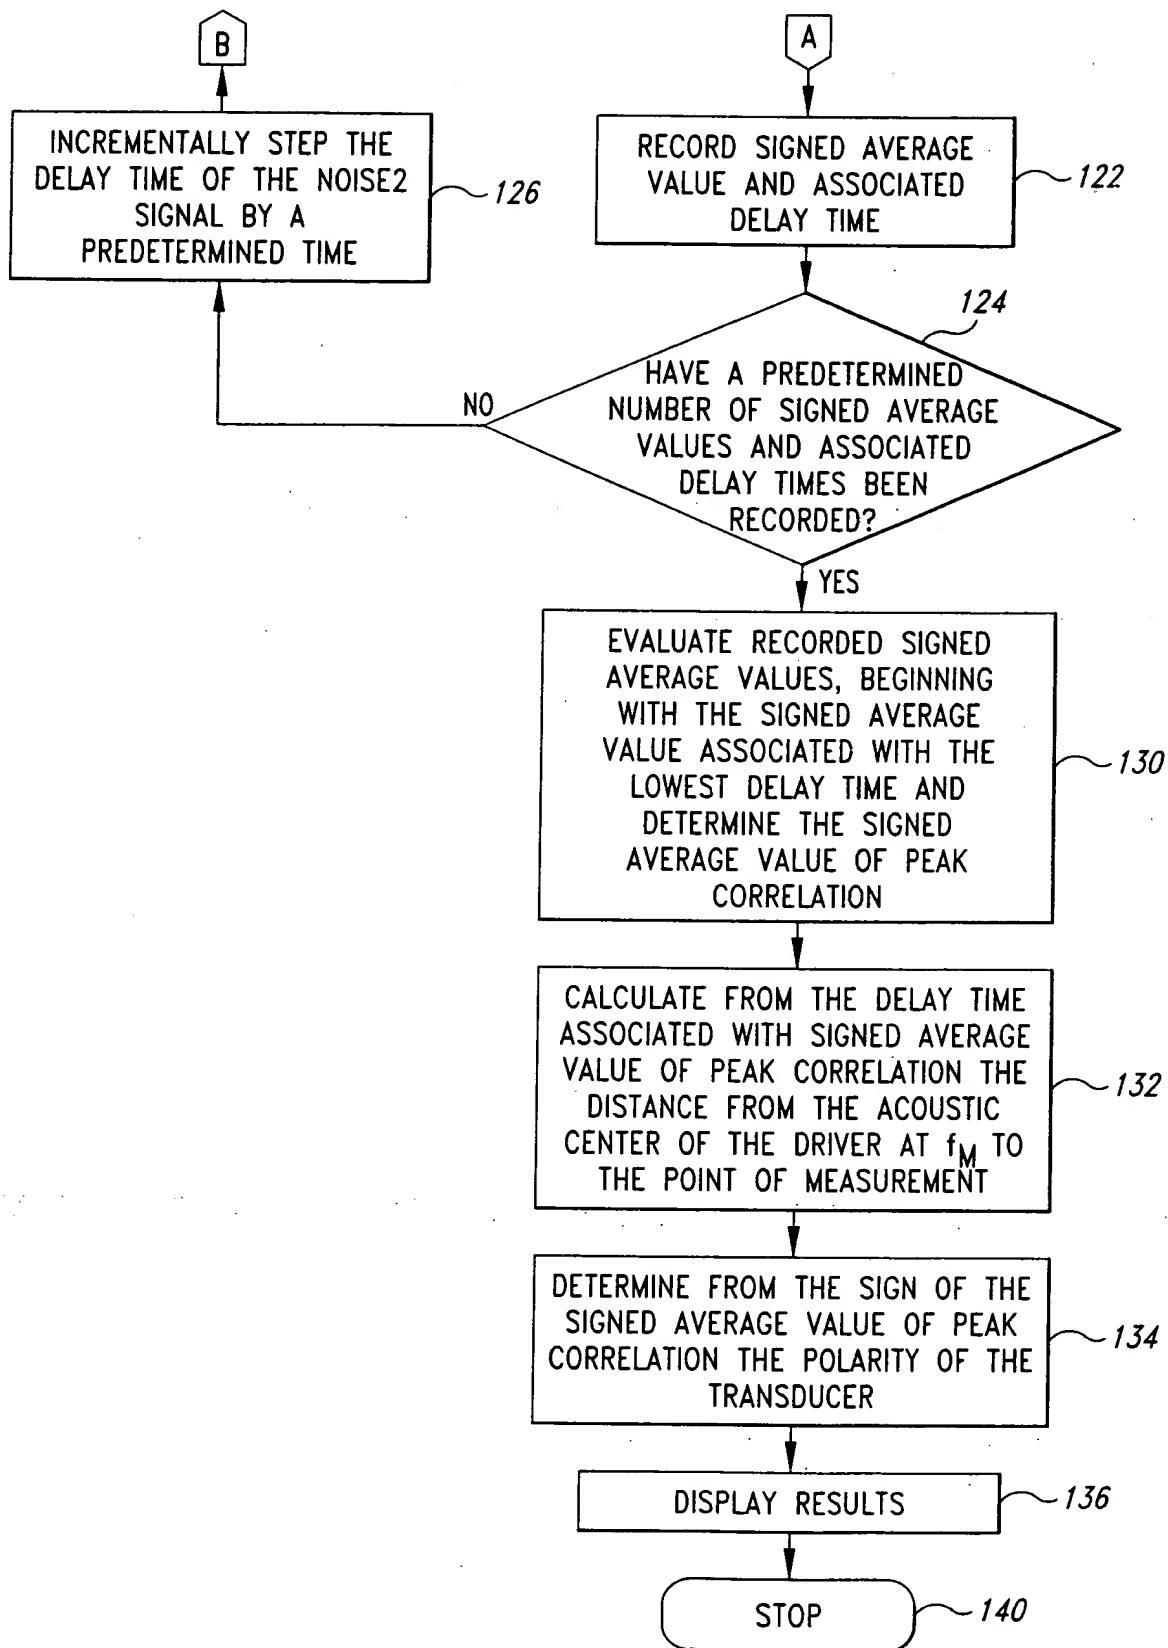 B
A
INCREMENTALLY STEP THE
DELAY TIME OF THE NOISE2
SIGNAL BY A
PREDETERMINED TIME
126
RECORD SIGNED AVERAGE
VALUE AND ASSOCIATED
DELAY TIME
122
124
HAVE A PREDETERMINED
NUMBER OF SIGNED AVERAGE
VALUES AND ASSOCIATED
DELAY TIMES BEEN
RECORDED?
NO
YES
EVALUATE RECORDED SIGNED
AVERAGE VALUES, BEGINNING
WITH THE SIGNED AVERAGE
VALUE ASSOCIATED WITH THE
LOWEST DELAY TIME AND
DETERMINE THE SIGNED
AVERAGE VALUE OF PEAK
CORRELATION
130
CALCULATE FROM THE DELAY TIME
ASSOCIATED WITH SIGNED AVERAGE
VALUE OF PEAK CORRELATION THE
DISTANCE FROM THE ACOUSTIC
CENTER OF THE DRIVER AT fM TO
THE POINT OF MEASUREMENT
132
DETERMINE FROM THE SIGN OF THE
SIGNED AVERAGE VALUE OF PEAK
CORRELATION THE POLARITY OF THE
TRANSDUCER
134
DISPLAY RESULTS
136
STOP
140